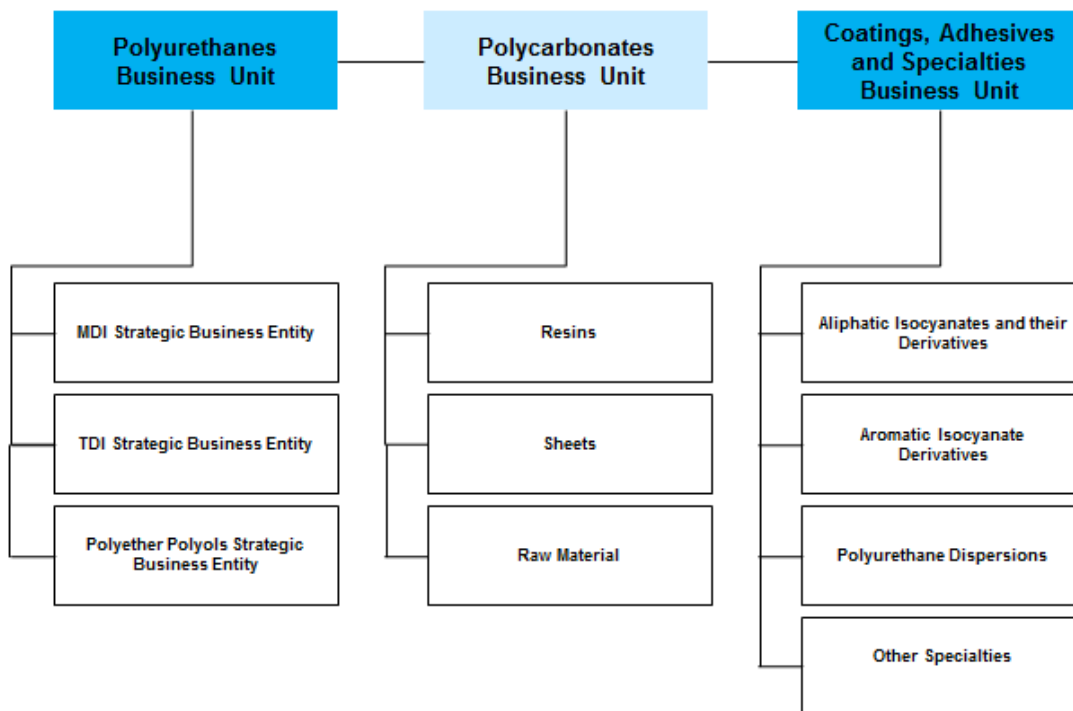 Polyurethanes
Business Unit
Polycarbonates
Business Unit
Coatings, Adhesives
and Specialties
Business Unit
MDI Strategic Business Entity
TDI Strategic Business Entity
Polyether Polyols Strategic
Business Entity
Resins
Sheets
Raw Material
Aliphatic Isocyanates and their
Derivatives
Aromatic Isocyanate
Derivatives
Polyurethane Dispersions
Other Specialties